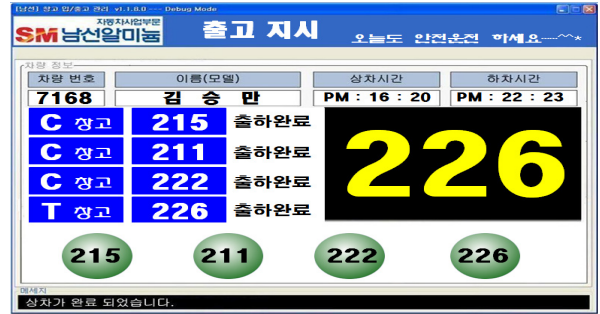 [남선] 창고 입/출고 관리 v1.1.8.0 --- Debug Mode
자동차사업부문
SM 남선알미늄
출고 지시
오늘도 안전운전 하세요......^^*
차량 정보
차량 번호 이름(모델) 상차시간 하차시간
7168 김 승 만 PM : 16 : 20 PM : 22 : 23
C 창고 215 출하완료
C 창고 211 출하완료
C 창고 222 출하완료
T 창고 226 출하완료
226
215 211 222 226
메세지
상차가 완료 되었습니다.